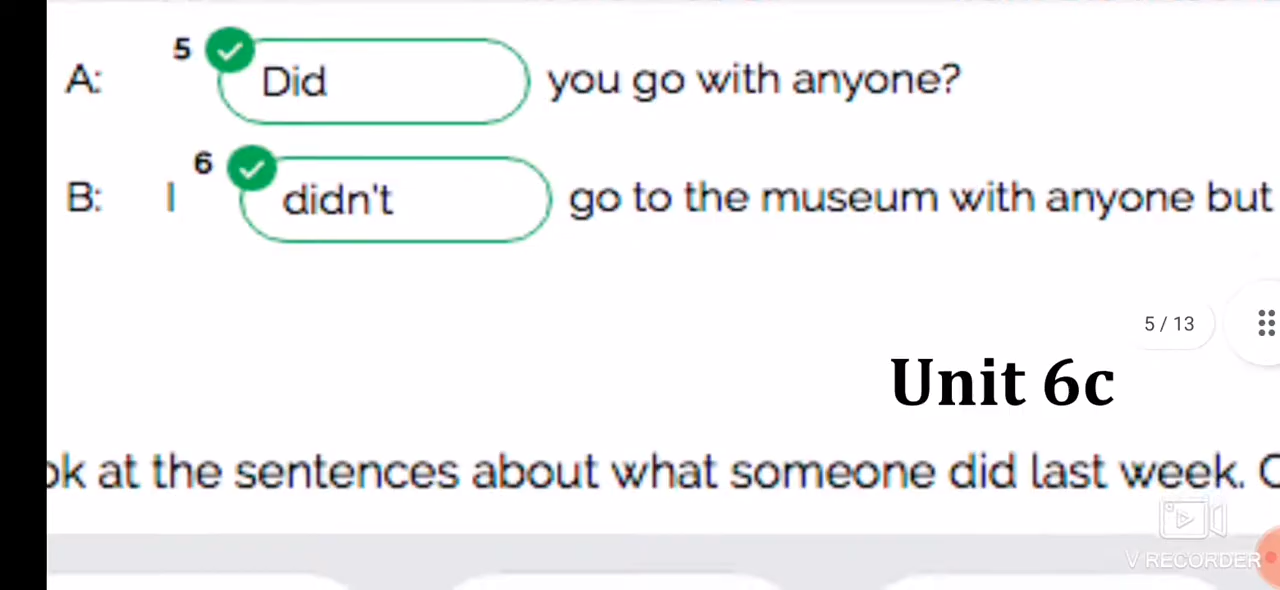 A: 5 Did you go with anyone?
B: I 6 didn't go to the museum with anyone but
5 / 13
Unit 6c
ok at the sentences about what someone did last week.
V RECORDER